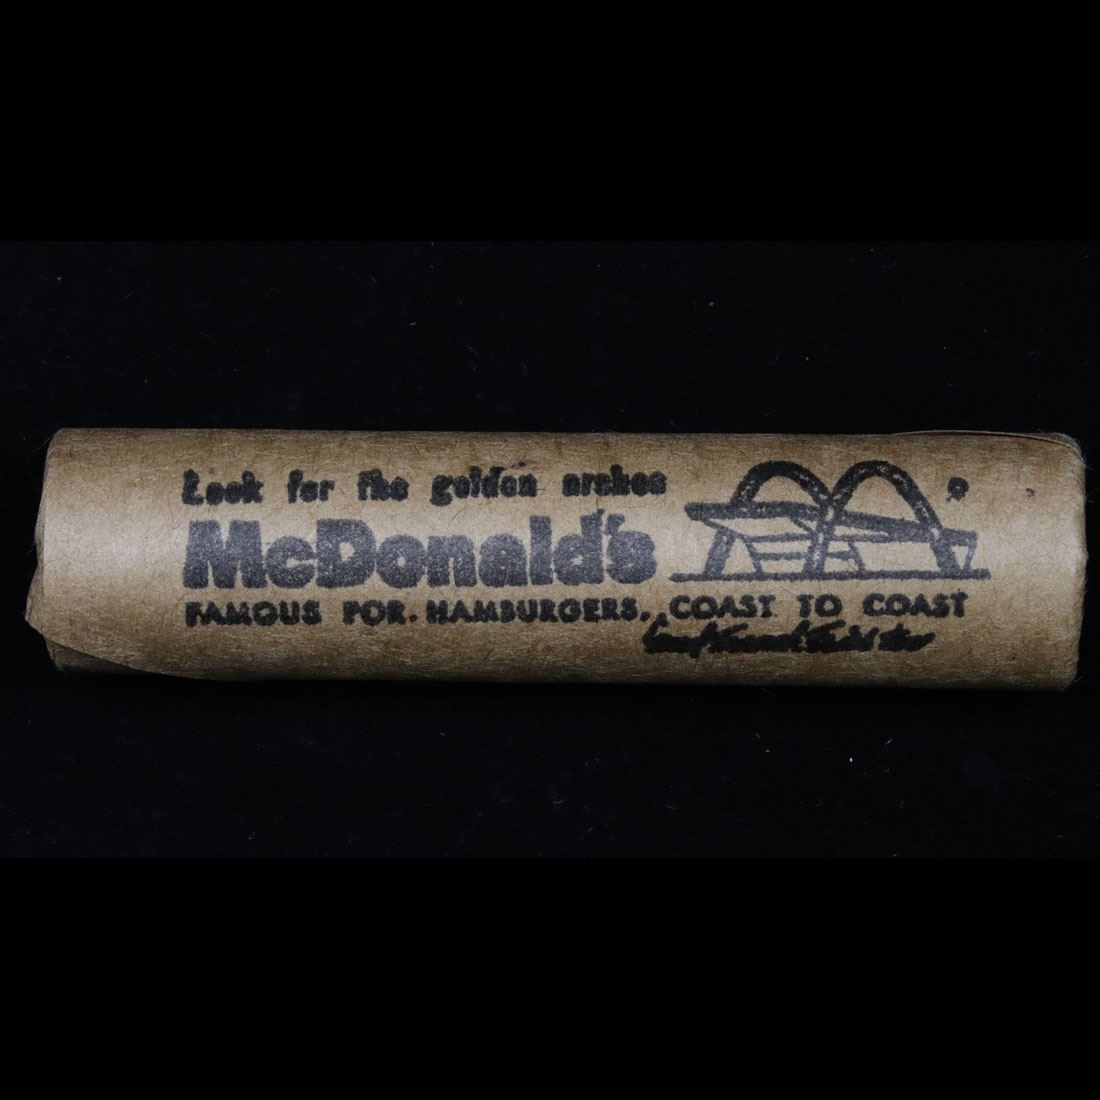 Look for the golden arches
McDonald's ®
FAMOUS FOR. HAMBURGERS, COAST TO COAST